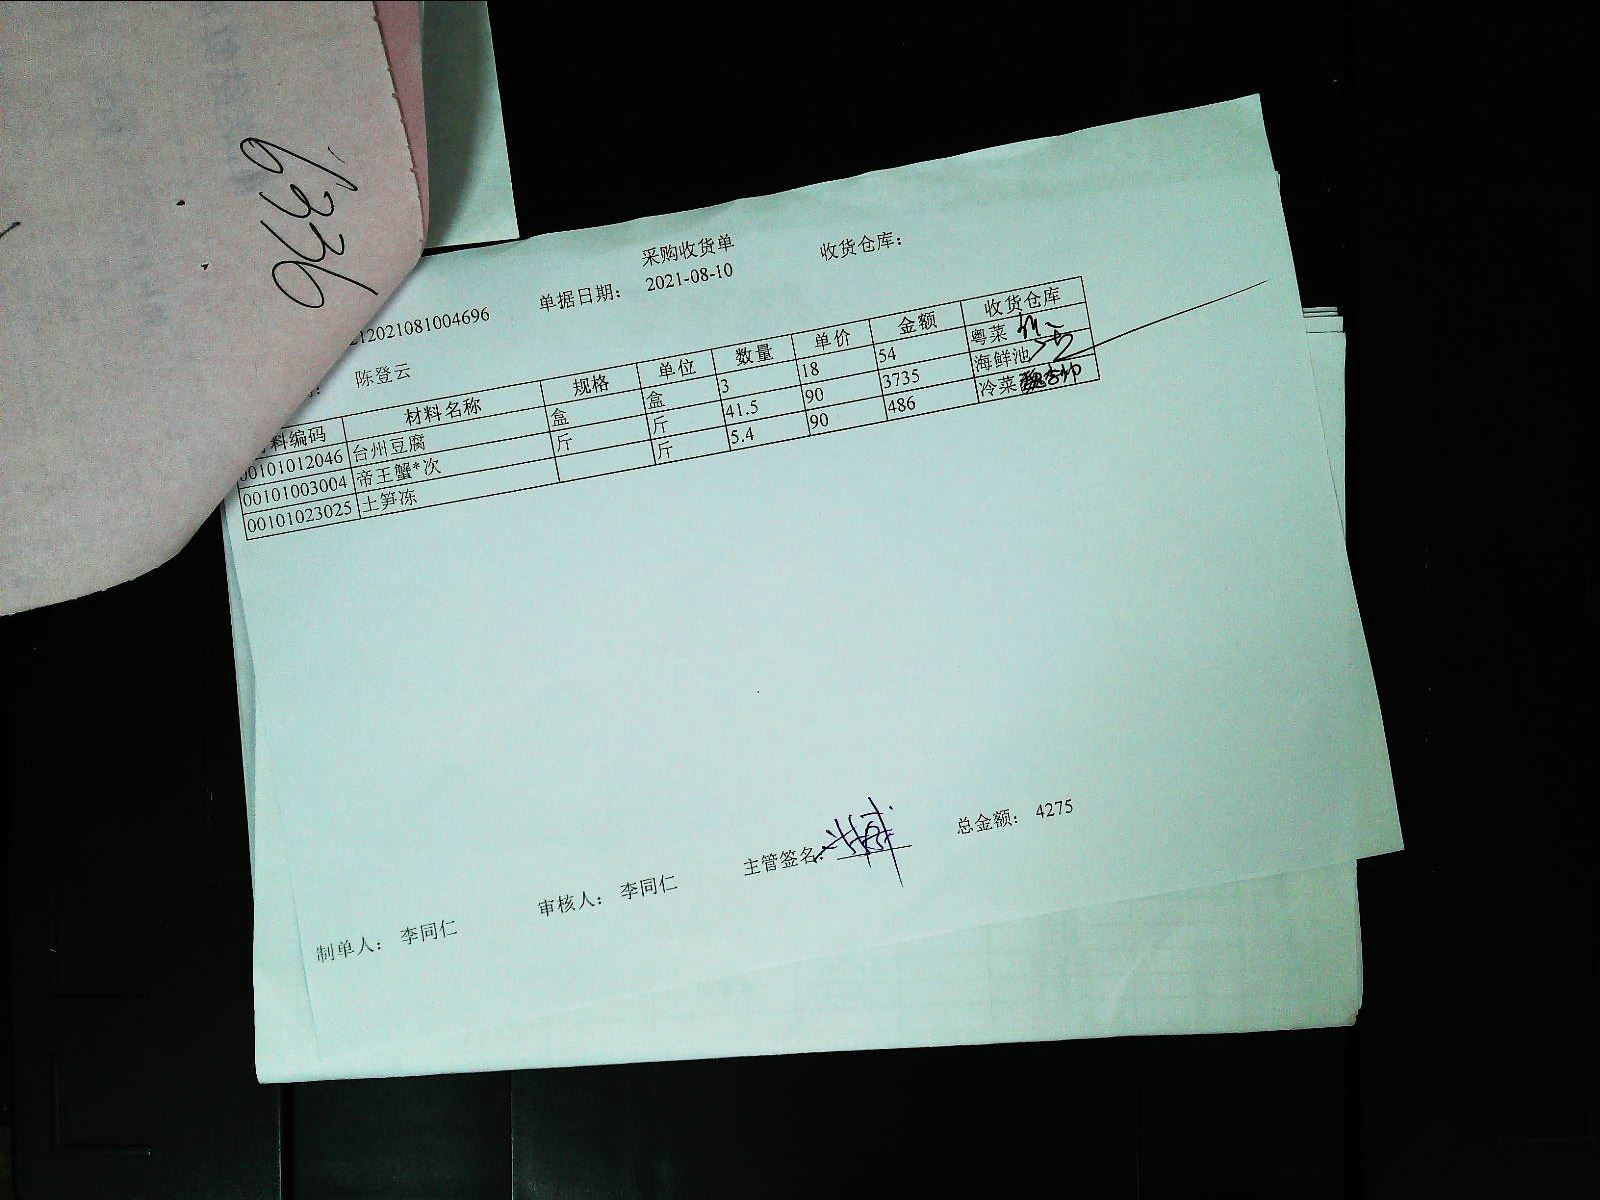 6336
采购收货单
收货仓库：
单据日期： 2021-08-10
12021081004696
陈登云
料编码 材料名称 规格 单位 数量 单价 金额 收货仓库
00101012046 台州豆腐 盒 盒 3 18 54 粤菜
00101003004 帝王蟹*次 斤 斤 41.5 90 3735 海鲜池
00101023025 土笋冻 斤 5.4 90 486 冷菜
制单人： 李同仁 审核人： 李同仁 主管签名： 总金额： 4275